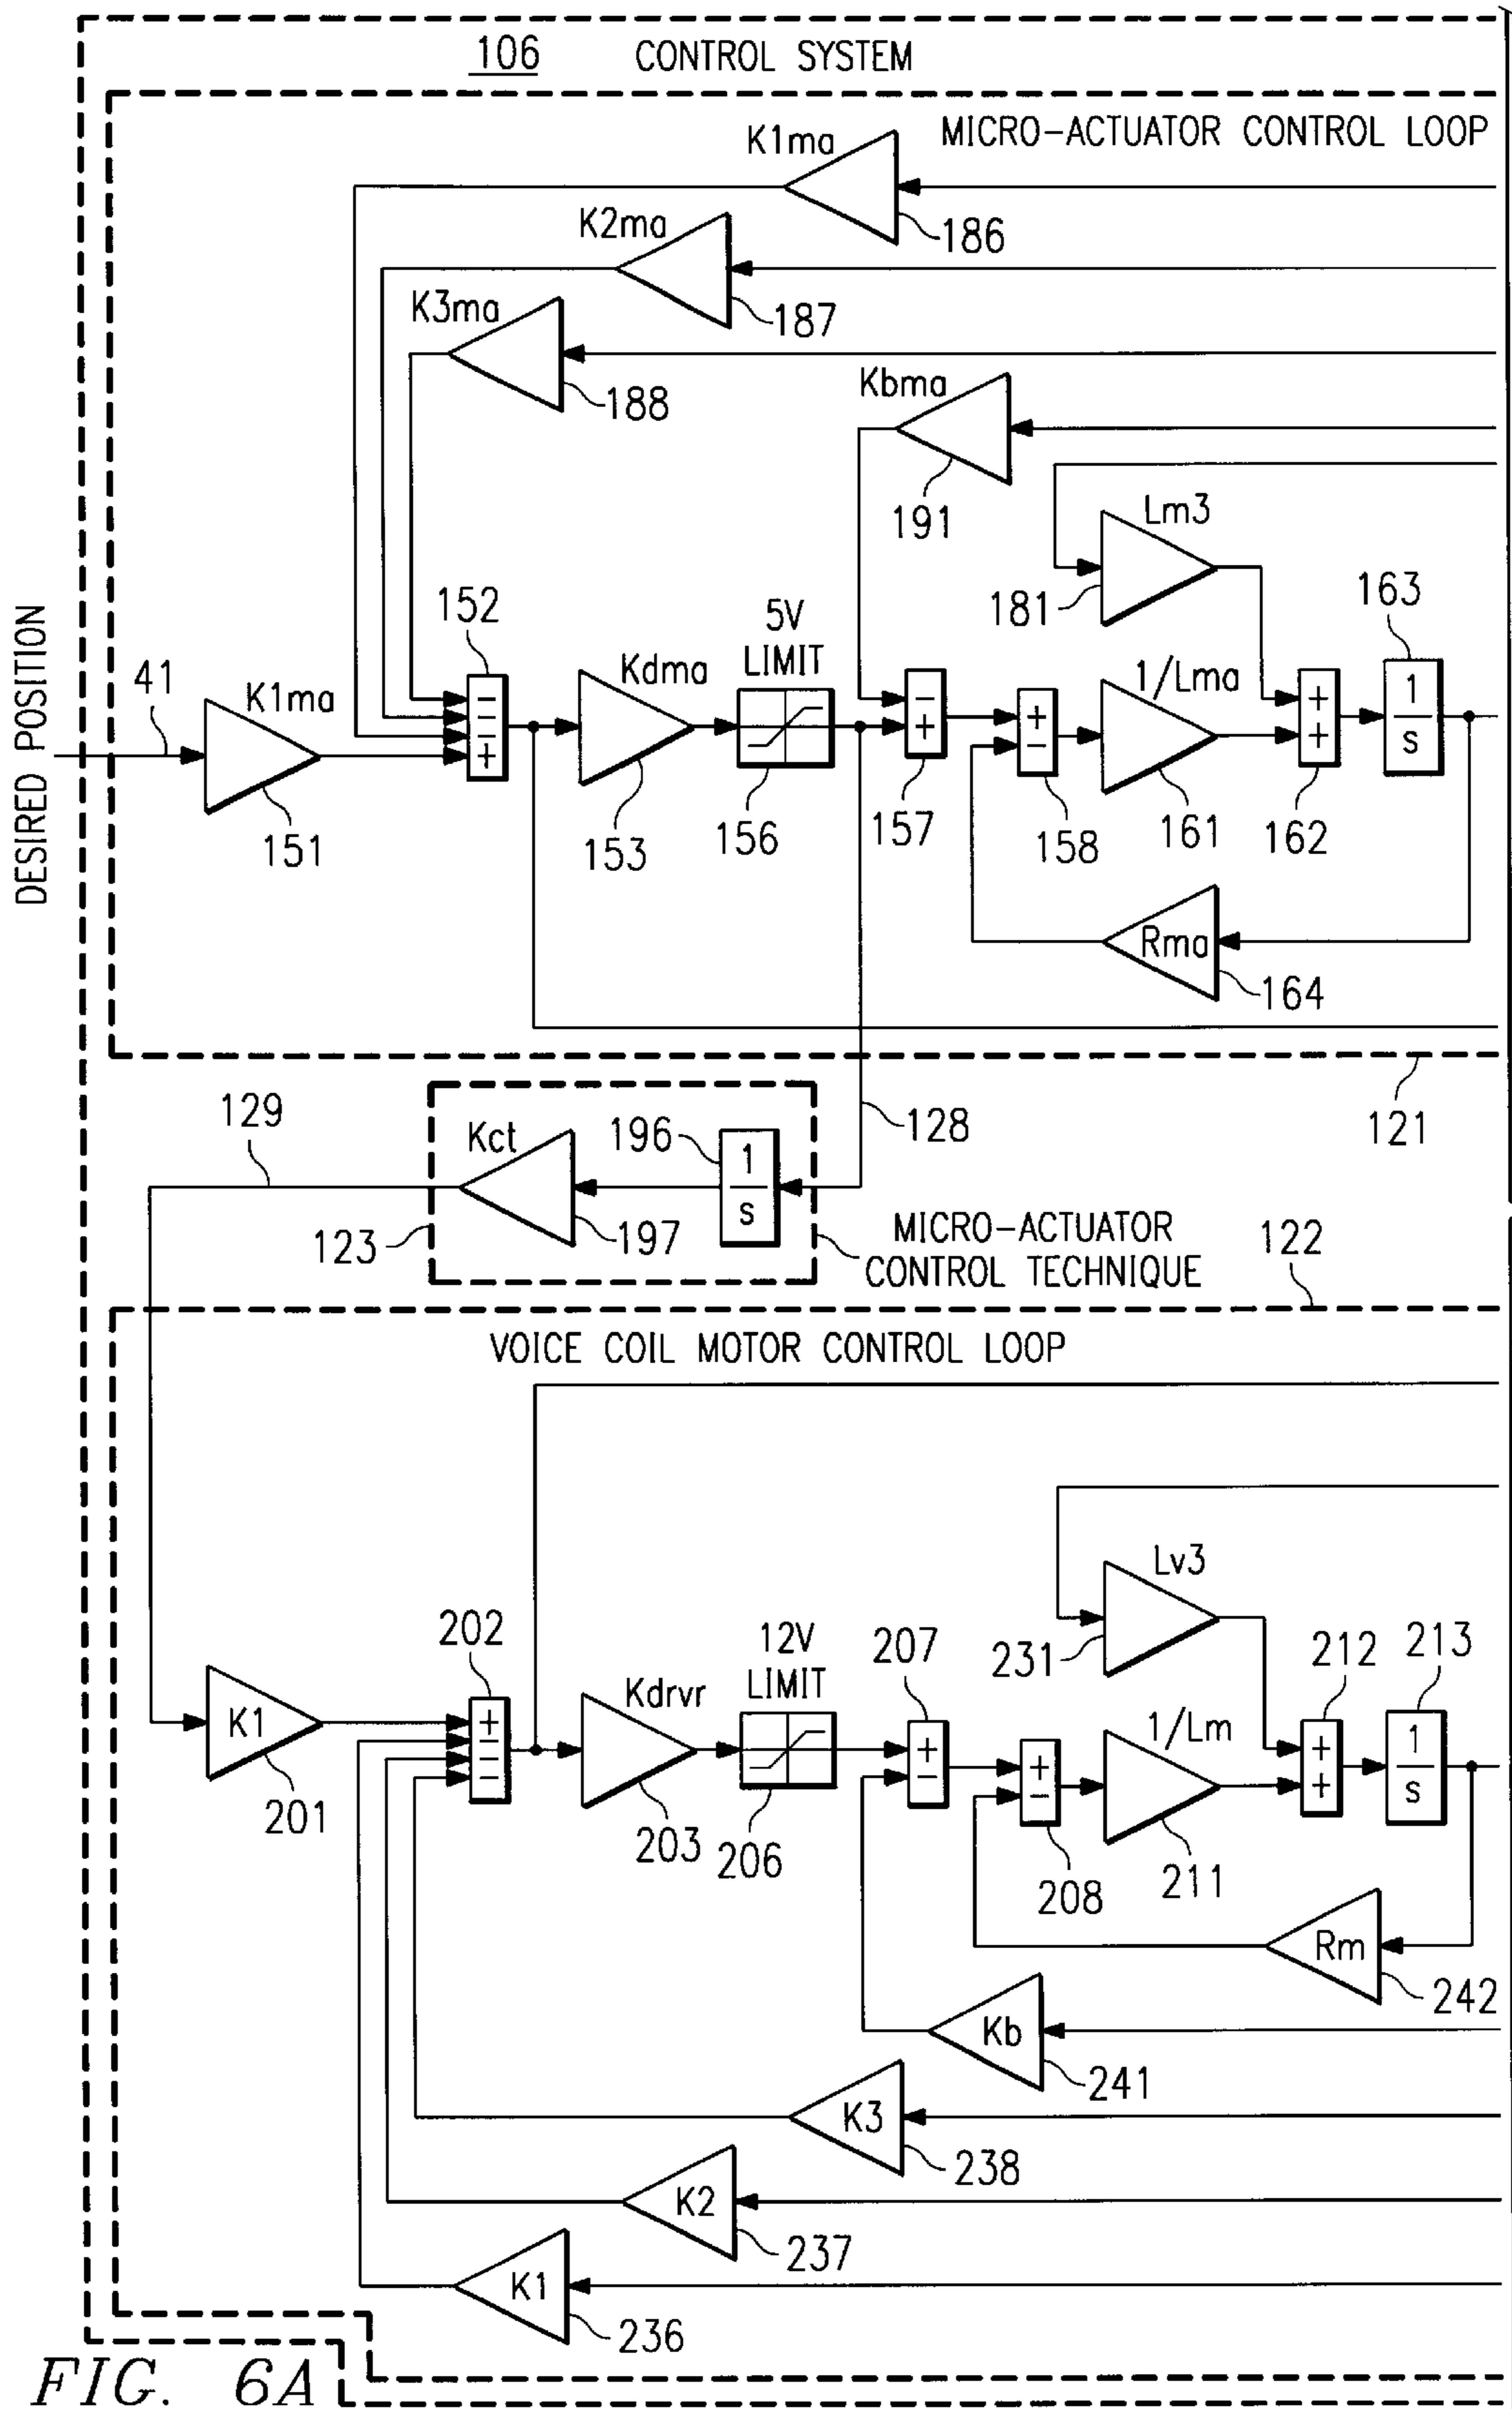 106 CONTROL SYSTEM
MICRO-ACTUATOR CONTROL LOOP
K1ma
186
K2ma
187
K3ma
188
Kbma
191
Lm3
181
163
1
s
152
−
−
−
+
DESIRED POSITION
41
K1ma
151
Kdma
153
5V
LIMIT
156
−
+
157
+
−
158
1/Lma
161
+
+
162
Rma
164
121
128
129
Kct
197
196
1
s
123
MICRO-ACTUATOR
CONTROL TECHNIQUE
122
VOICE COIL MOTOR CONTROL LOOP
Lv3
231
K1
201
202
+
−
−
−
Kdrvr
203
12V
LIMIT
206
207
+
−
+
−
208
1/Lm
211
212
+
+
213
1
s
Rm
242
Kb
241
K3
238
K2
237
K1
236
FIG. 6A